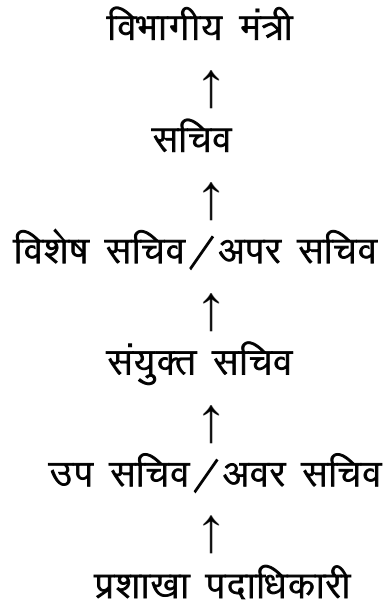 विभागीय मंत्री
↑
सचिव
↑
विशेष सचिव/अपर सचिव
↑
संयुक्त सचिव
↑
उप सचिव/अवर सचिव
↑
प्रशाखा पदाधिकारी